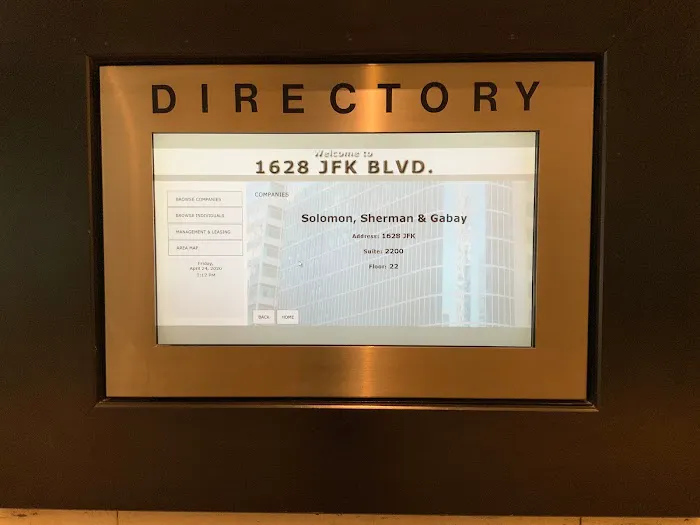 DIRECTORY
Welcome to
1628 JFK BLVD.
BROWSE COMPANIES
BROWSE INDIVIDUALS
MANAGEMENT & LEASING
AREA MAP
Friday,
April 24, 2020
COMPANIES
Solomon, Sherman & Gabay
Address: 1628 JFK
Suite: 2200
Floor: 22
BACK
HOME